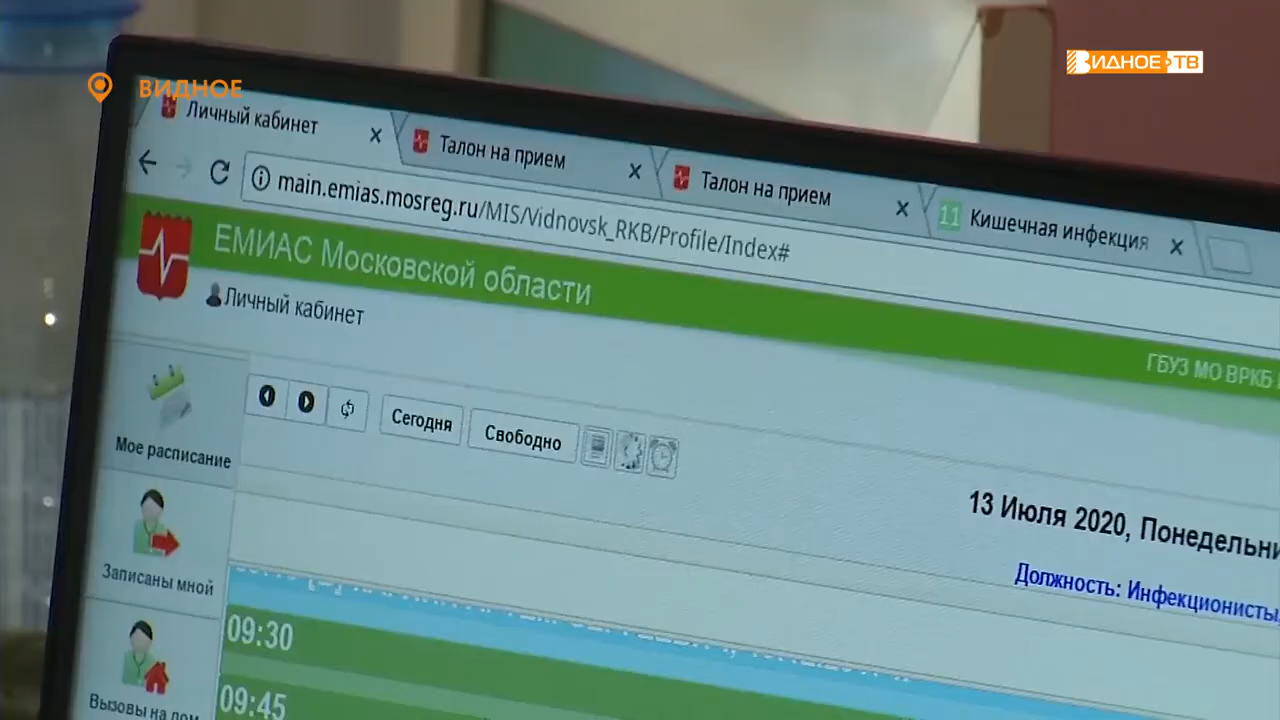 ВИДНОЕ
ВИДНОЕ ТВ
Личный кабинет
Талон на прием
Талон на прием
11 Кишечная инфекция
main.emias.mosreg.ru/MIS/Vidnovsk_RKB/Profile/Index#
ЕМИАС Московской области
ГБУЗ МО ВРКБ
Личный кабинет
Мое расписание
Сегодня
Свободно
13 Июля 2020, Понедельни
Должность: Инфекционисты,
Записаны мной
09:30
09:45
Вызовы на дом